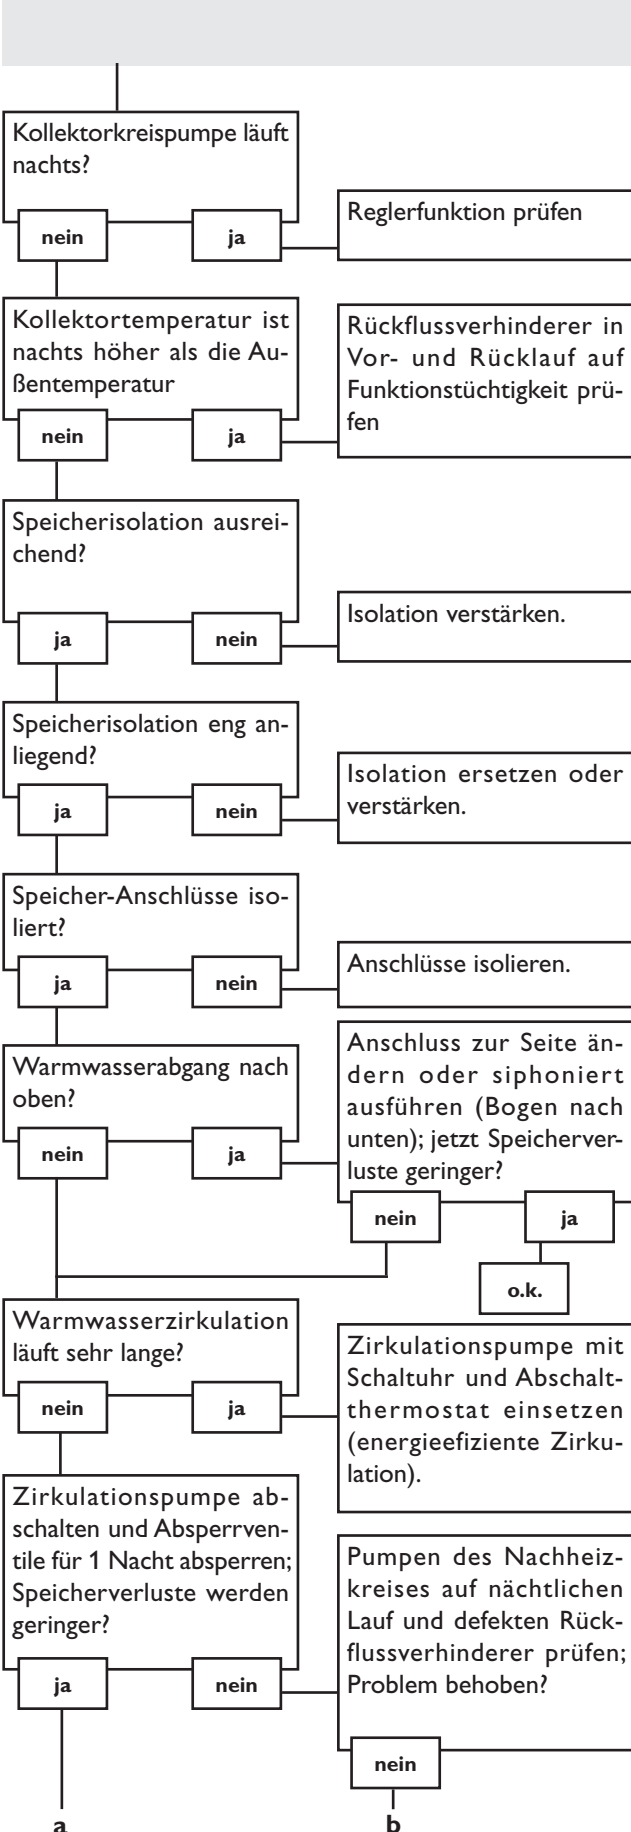 Kollektorkreispumpe läuft
nachts?
nein
ja
Reglerfunktion prüfen
Kollektortemperatur ist
nachts höher als die Au-
ßentemperatur
nein
ja
Rückflussverhinderer in
Vor- und Rücklauf auf
Funktionstüchtigkeit prü-
fen
Speicherisolation ausrei-
chend?
ja
nein
Isolation verstärken.
Speicherisolation eng an-
liegend?
ja
nein
Isolation ersetzen oder
verstärken.
Speicher-Anschlüsse iso-
liert?
ja
nein
Anschlüsse isolieren.
Warmwasserabgang nach
oben?
nein
ja
Anschluss zur Seite än-
dern oder siphoniert
ausführen (Bogen nach
unten); jetzt Speicherver-
luste geringer?
nein
ja
o.k.
Warmwasserzirkulation
läuft sehr lange?
nein
ja
Zirkulationspumpe mit
Schaltuhr und Abschalt-
thermostat einsetzen
(energieefiziente Zirku-
lation).
Zirkulationspumpe ab-
schalten und Absperrven-
tile für 1 Nacht absperren;
Speicherverluste werden
geringer?
ja
nein
Pumpen des Nachheiz-
kreises auf nächtlichen
Lauf und defekten Rück-
flussverhinderer prüfen;
Problem behoben?
nein
a
b